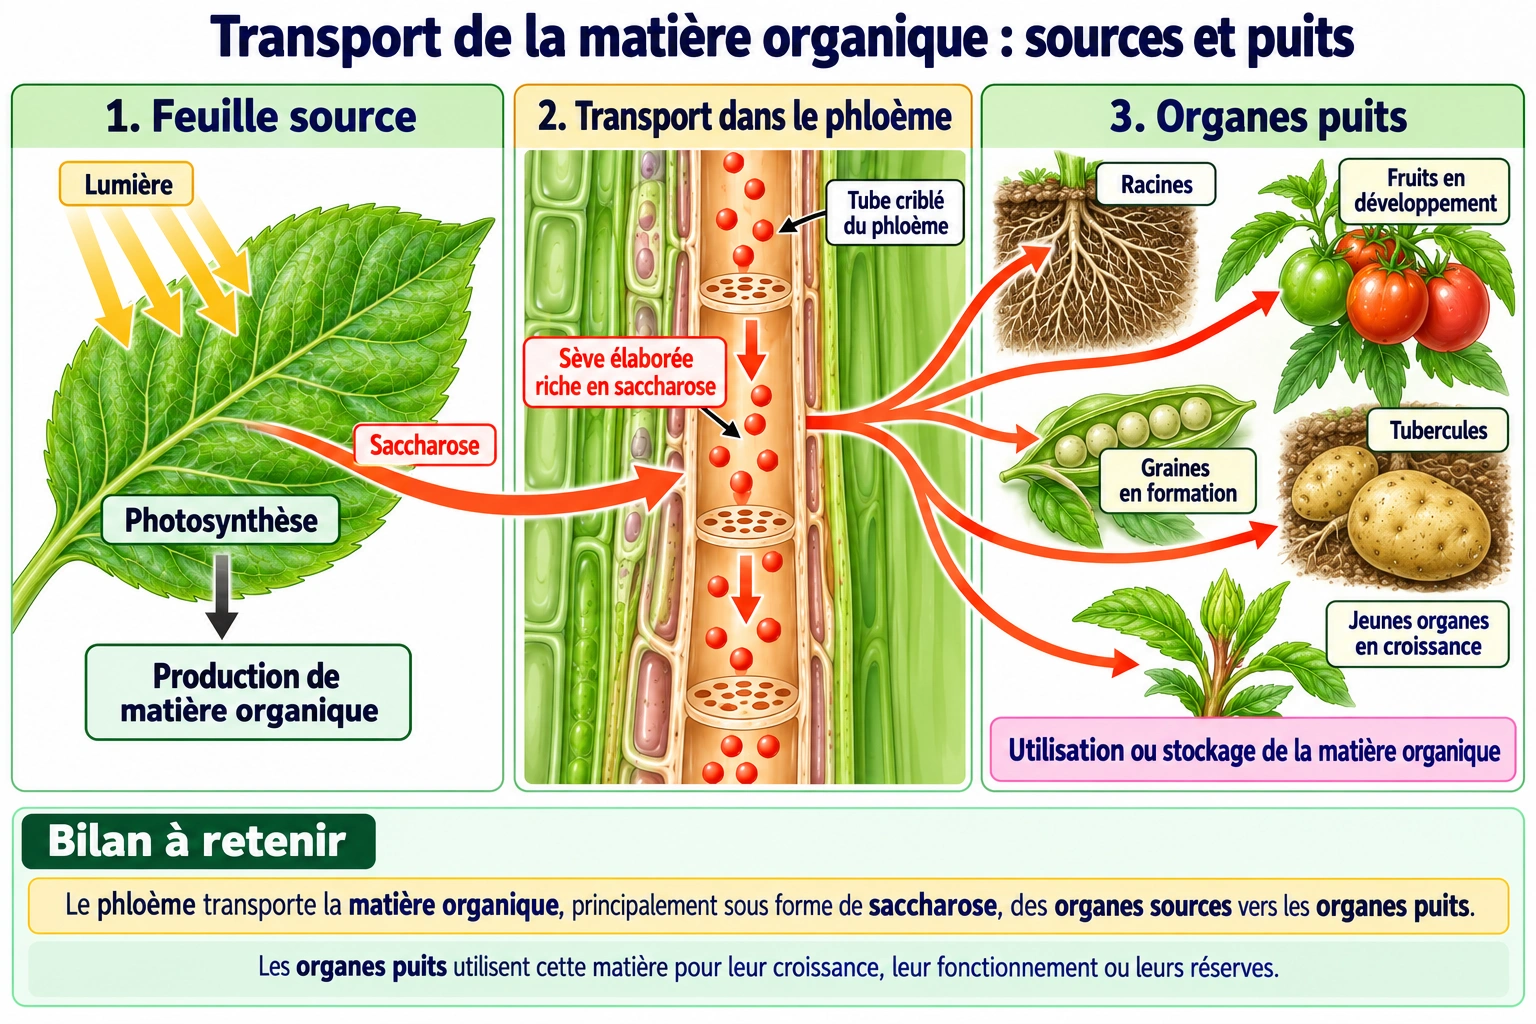 Transport de la matière organique : sources et puits
1. Feuille source
Lumière
Saccharose
Photosynthèse
Production de
matière organique
2. Transport dans le phloème
Tube criblé
du phloème
Sève élaborée
riche en saccharose
3. Organes puits
Racines
Fruits en
développement
Graines
en formation
Tubercules
Jeunes organes
en croissance
Utilisation ou stockage de la matière organique
Bilan à retenir
Le phloème transporte la matière organique, principalement sous forme de saccharose, des organes sources vers les organes puits.
Les organes puits utilisent cette matière pour leur croissance, leur fonctionnement ou leurs réserves.